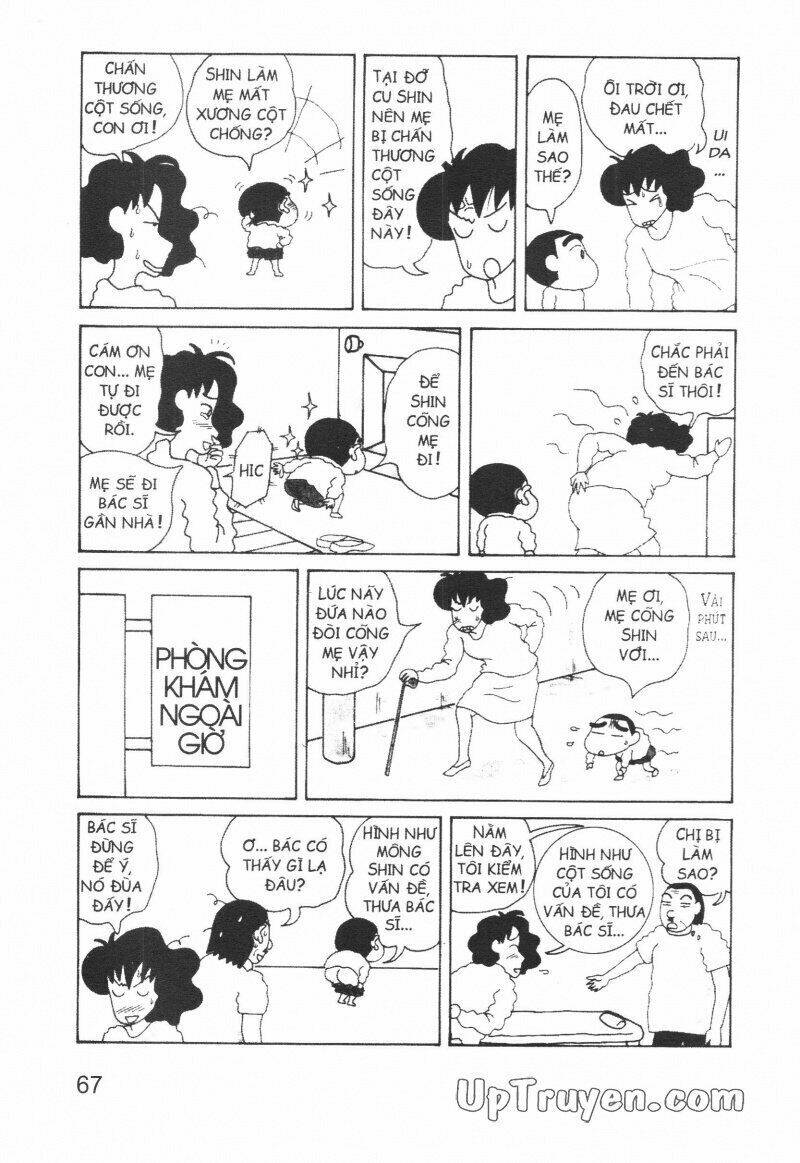 ÔI TRỜI ƠI,
ĐAU CHẾT
MẤT...
UI
DA
...
MẸ
LÀM
SAO
THẾ?
TẠI ĐỠ
CU SHIN
NÊN MẸ
BỊ CHẤN
THƯƠNG
CỘT
SỐNG
ĐÂY
NÀY!
SHIN LÀM
MẸ MẤT
XƯƠNG CỘT
CHỐNG?
CHẤN
THƯƠNG
CỘT SỐNG,
CON ƠI!
CHẮC PHẢI
ĐẾN BÁC
SĨ THÔI!
ĐỂ
SHIN
CÕNG
MẸ
ĐI!
HIC
CÁM ƠN
CON... MẸ
TỰ ĐI
ĐƯỢC
RỒI.
MẸ SẼ ĐI
BÁC SĨ
GẦN NHÀ!
VÀI
PHÚT
SAU...
MẸ ƠI,
MẸ CÕNG
SHIN
VỚI...
LÚC NÃY
ĐỨA NÀO
ĐÒI CÕNG
MẸ VẬY
NHỈ?
PHÒNG
KHÁM
NGOÀI
GIỜ
CHỊ BỊ
LÀM
SAO?
HÌNH NHƯ
CỘT SỐNG
CỦA TÔI CÓ
VẤN ĐỀ, THƯA
BÁC SĨ...
NẰM
LÊN ĐÂY,
TÔI KIỂM
TRA XEM!
HÌNH NHƯ
MÔNG
SHIN CÓ
VẤN ĐỀ,
THƯA BÁC
SĨ...
Ơ... BÁC CÓ
THẤY GÌ LẠ
ĐÂU?
BÁC SĨ
ĐỪNG
ĐỂ Ý,
NÓ ĐÙA
ĐẤY!
67
UpTruyen.com